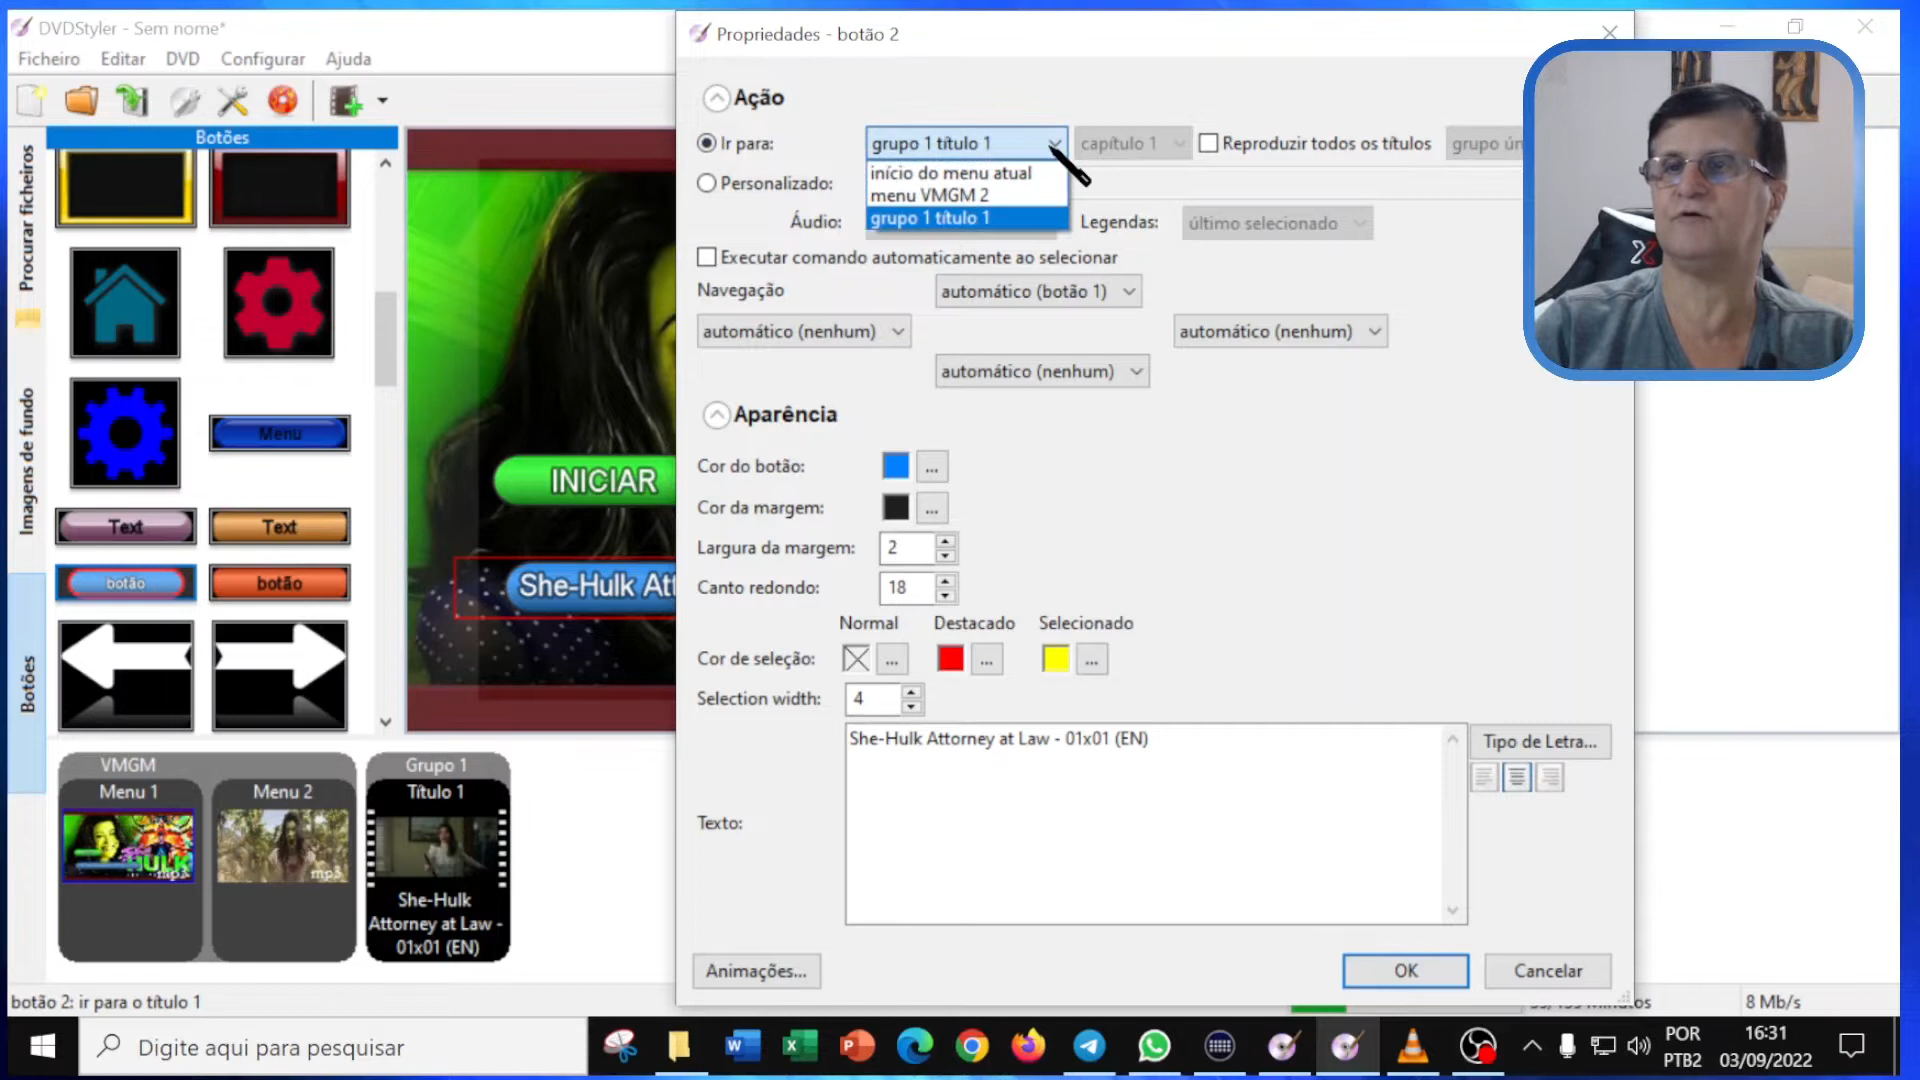 DVDStyler - Sem nome*
Ficheiro Editar DVD Configurar Ajuda
Procurar ficheiros
Imagens de fundo
Botões
Botões
Menu
Text Text
botão botão
INICIAR
She-Hulk Att
VMGM Grupo 1
Menu 1 Menu 2 Título 1
HULK
mp3 mp3
She-Hulk
Attorney at Law -
01x01 (EN)
botão 2: ir para o título 1
Propriedades - botão 2
Ação
Ir para: grupo 1 título 1 capítulo 1 Reproduzir todos os títulos grupo ún
início do menu atual
menu VMGM 2
grupo 1 título 1
Personalizado:
Áudio: Legendas: último selecionado
Executar comando automaticamente ao selecionar
Navegação automático (botão 1)
automático (nenhum) automático (nenhum)
automático (nenhum)
Aparência
Cor do botão: ...
Cor da margem: ...
Largura da margem: 2
Canto redondo: 18
Normal Destacado Selecionado
Cor de seleção: ... ... ...
Selection width: 4
She-Hulk Attorney at Law - 01x01 (EN)
Tipo de Letra...
Texto:
Animações... OK Cancelar
8 Mb/s
Digite aqui para pesquisar
POR
PTB2
16:31
03/09/2022